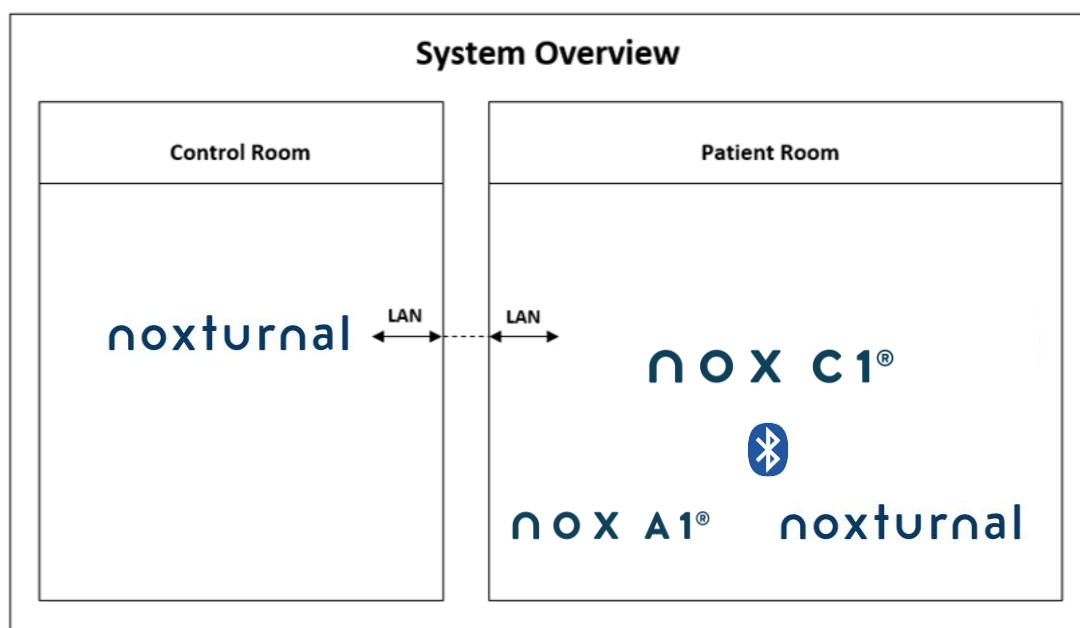 System Overview
Control Room
Patient Room
LAN
LAN
noxturnal
nox C1®
nox A1®
noxturnal